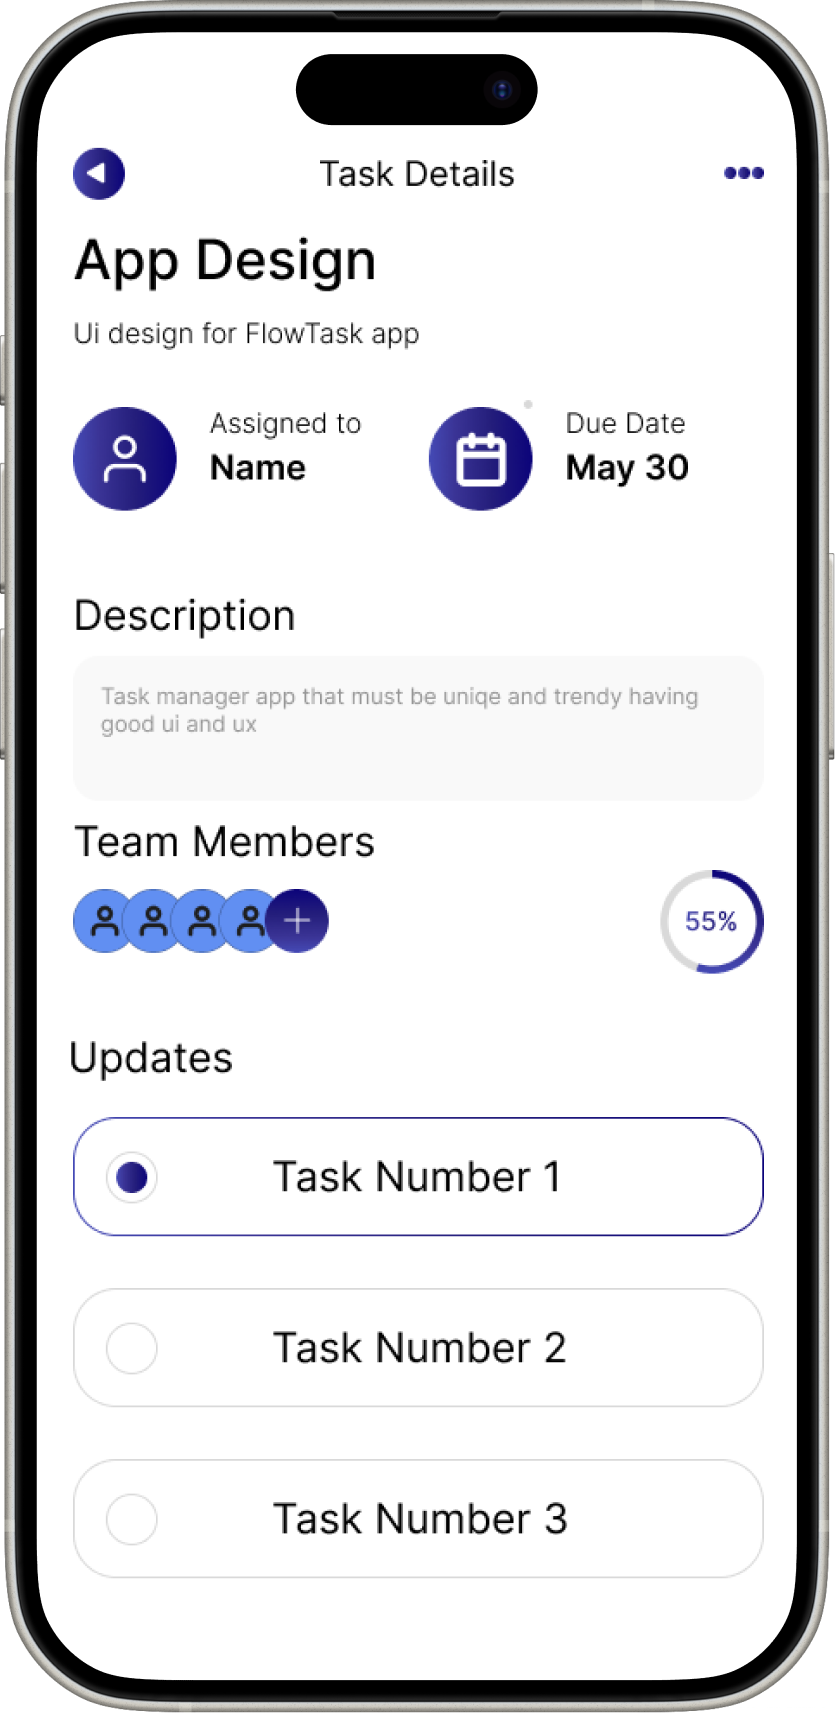 Task Details
App Design
Ui design for FlowTask app
Assigned to
Name
Due Date
May 30
Description
Task manager app that must be uniqe and trendy having
good ui and ux
Team Members
55%
Updates
Task Number 1
Task Number 2
Task Number 3